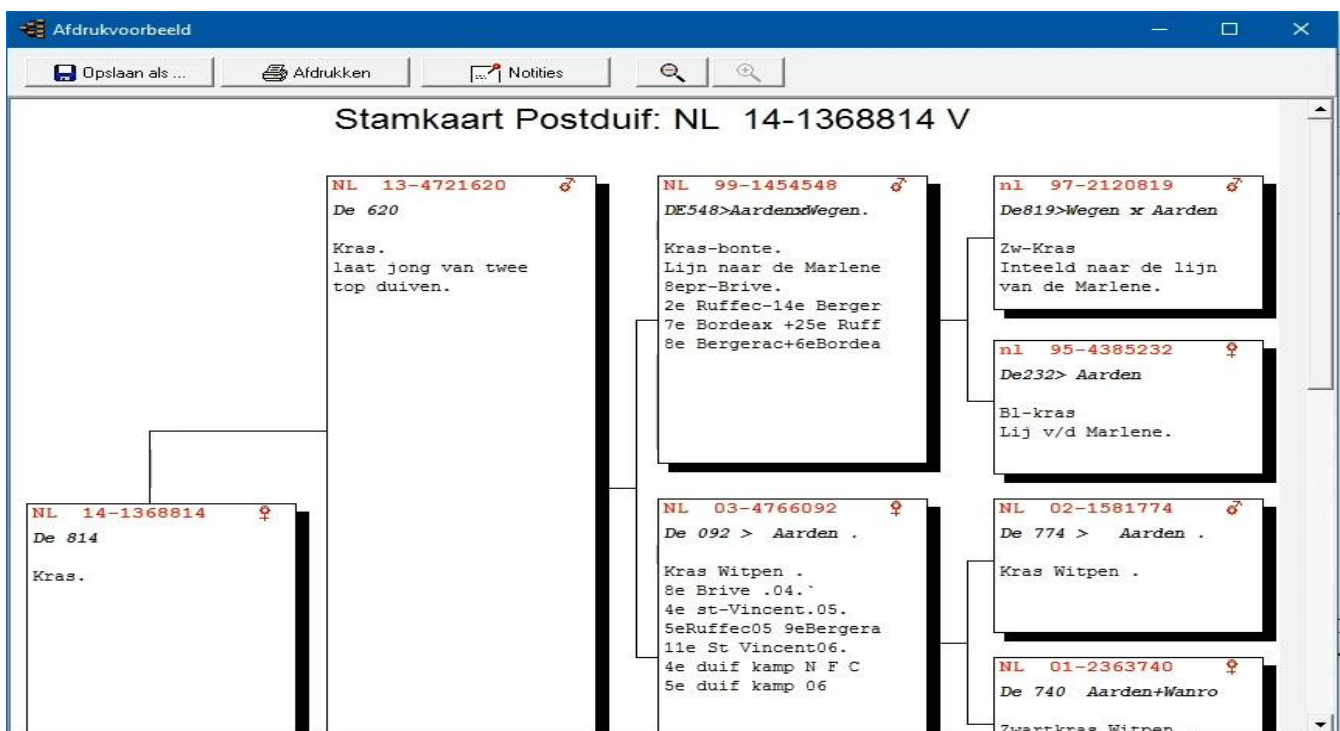 Afdrukvoorbeeld
Opslaan als ...
Afdrukken
Notities
Stamkaart Postduif: NL 14-1368814 V
NL 14-1368814 ♀
De 814
Kras.
NL 13-4721620 ♂
De 620
Kras.
laat jong van twee
top duiven.
NL 99-1454548 ♂
DE548>AardenxWegen.
Kras-bonte.
Lijn naar de Marlene
8epr-Brive.
2e Ruffec-14e Berger
7e Bordeax +25e Ruff
8e Bergerac+6eBordea
NL 03-4766092 ♀
De 092 > Aarden .
Kras Witpen .
8e Brive .04.`
4e st-Vincent.05.
5eRuffec05 9eBergera
11e St Vincent06.
4e duif kamp N F C
5e duif kamp 06
nl 97-2120819 ♂
De819>Wegen x Aarden
Zw-Kras
Inteeld naar de lijn
van de Marlene.
nl 95-4385232 ♀
De232> Aarden
Bl-kras
Lij v/d Marlene.
NL 02-1581774 ♂
De 774 > Aarden .
Kras Witpen .
NL 01-2363740 ♀
De 740 Aarden+Wanro
Zwartkras Witpen